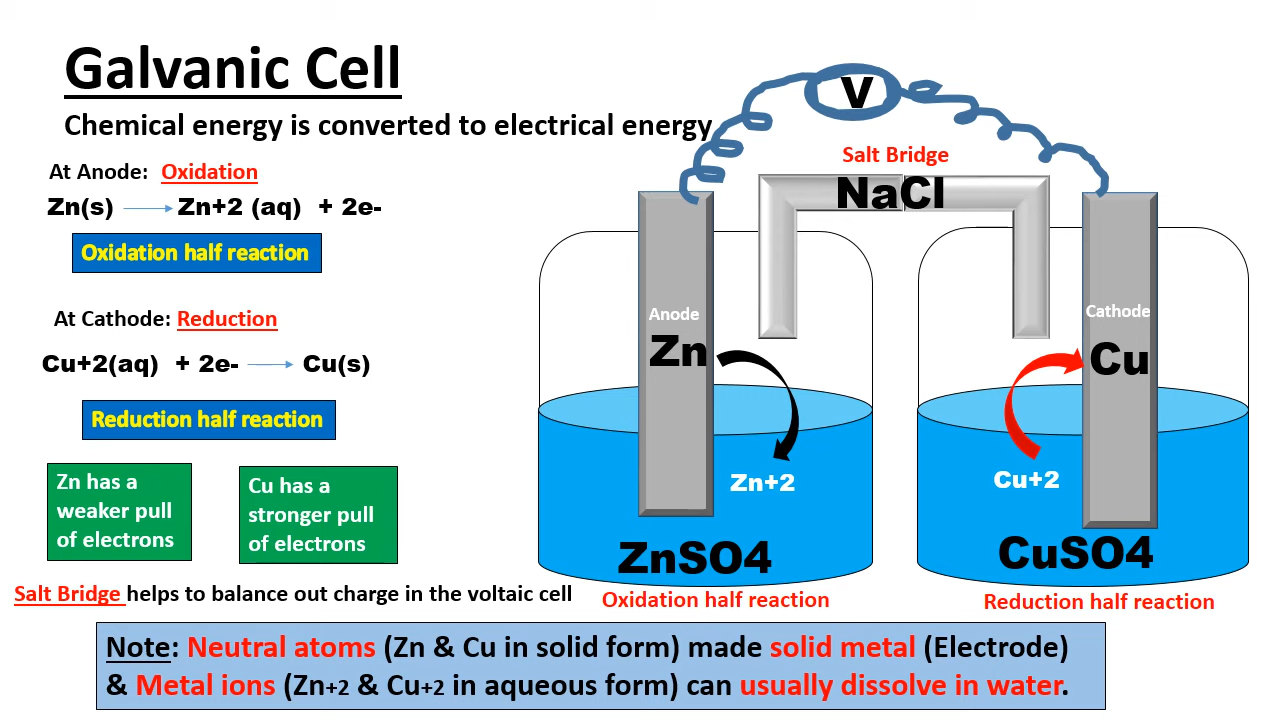 Galvanic Cell
Chemical energy is converted to electrical energy
At Anode: Oxidation
Zn(s) → Zn+2 (aq) + 2e-
Oxidation half reaction
At Cathode: Reduction
Cu+2(aq) + 2e- → Cu(s)
Reduction half reaction
Zn has a
weaker pull
of electrons
Cu has a
stronger pull
of electrons
Salt Bridge helps to balance out charge in the voltaic cell
V
Salt Bridge
NaCl
Anode
Zn
Zn+2
ZnSO4
Oxidation half reaction
Cathode
Cu
Cu+2
CuSO4
Reduction half reaction
Note: Neutral atoms (Zn & Cu in solid form) made solid metal (Electrode)
& Metal ions (Zn+2 & Cu+2 in aqueous form) can usually dissolve in water.